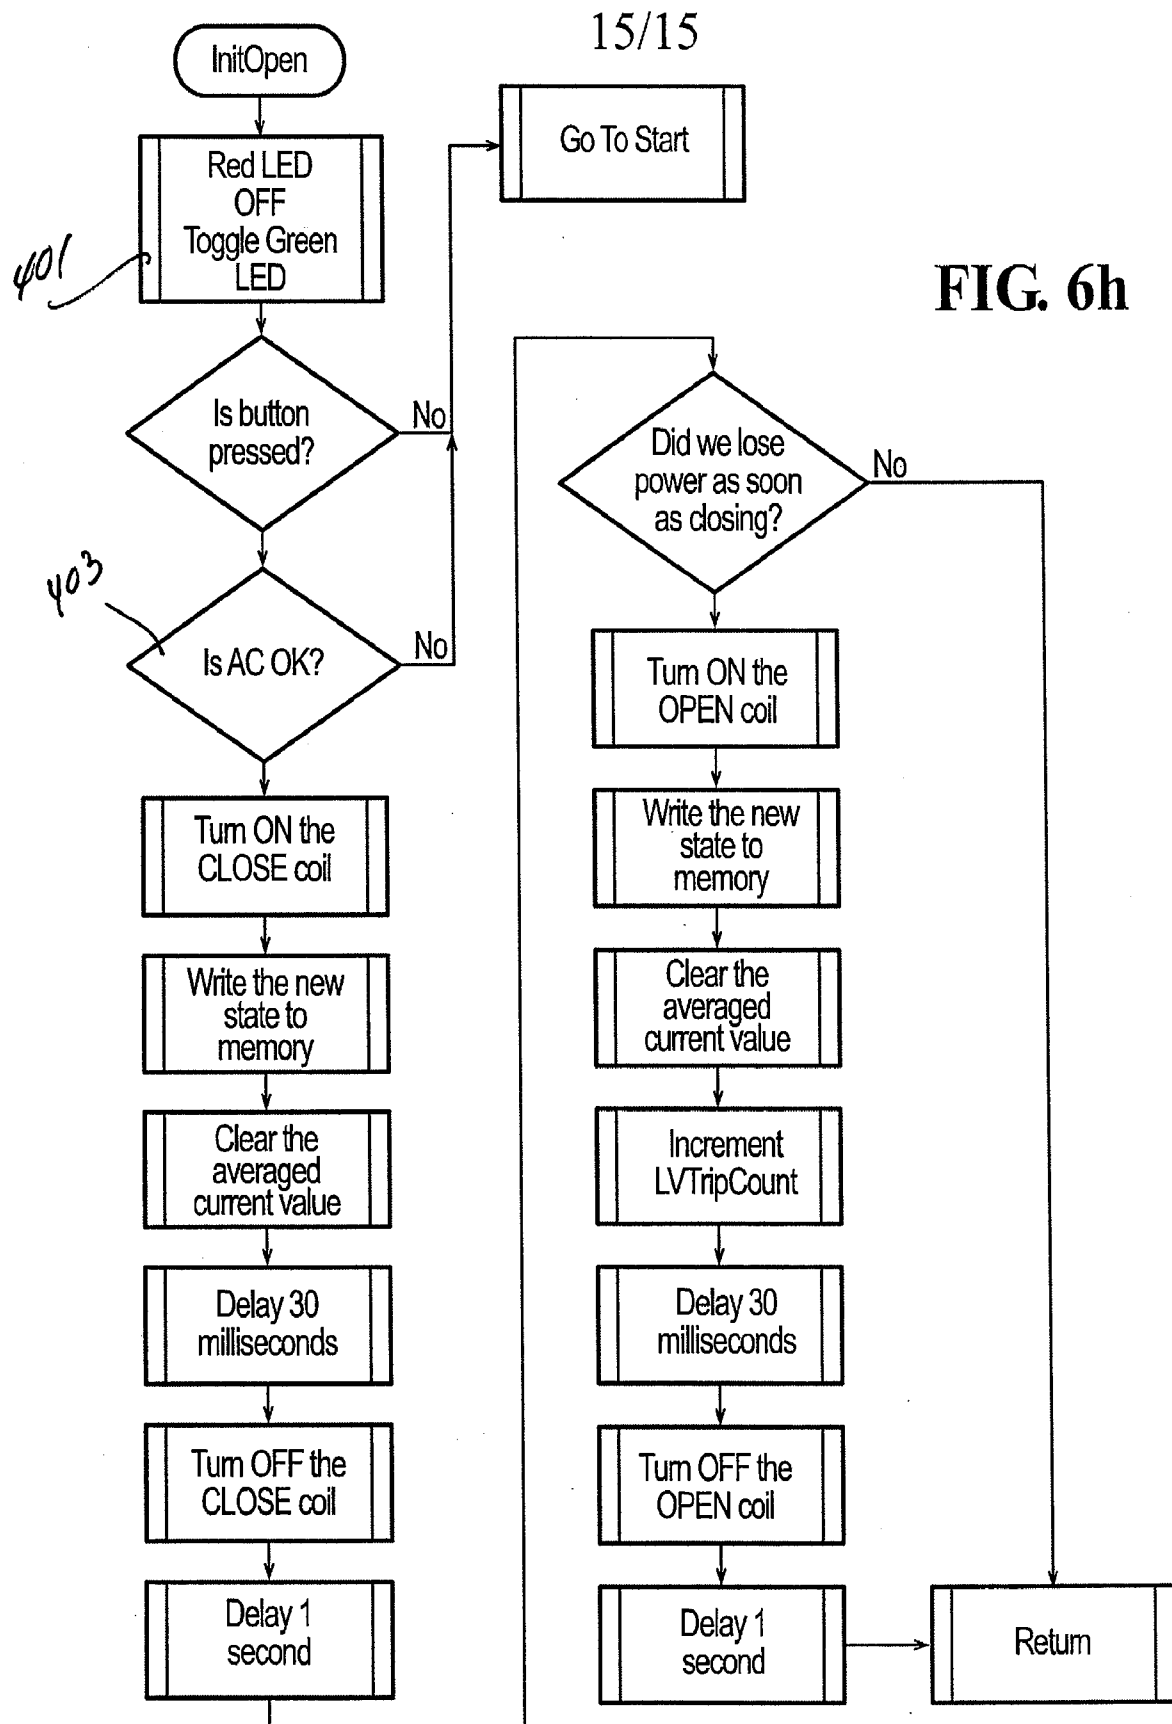 15/15
InitOpen
Go To Start
Red LED
OFF
Toggle Green
LED
401
FIG. 6h
Is button
pressed?
No
403
Is AC OK?
No
Turn ON the
CLOSE coil
Write the new
state to
memory
Clear the
averaged
current value
Delay 30
milliseconds
Turn OFF the
CLOSE coil
Delay 1
second
Did we lose
power as soon
as closing?
No
Turn ON the
OPEN coil
Write the new
state to
memory
Clear the
averaged
current value
Increment
LVTripCount
Delay 30
milliseconds
Turn OFF the
OPEN coil
Delay 1
second
Return